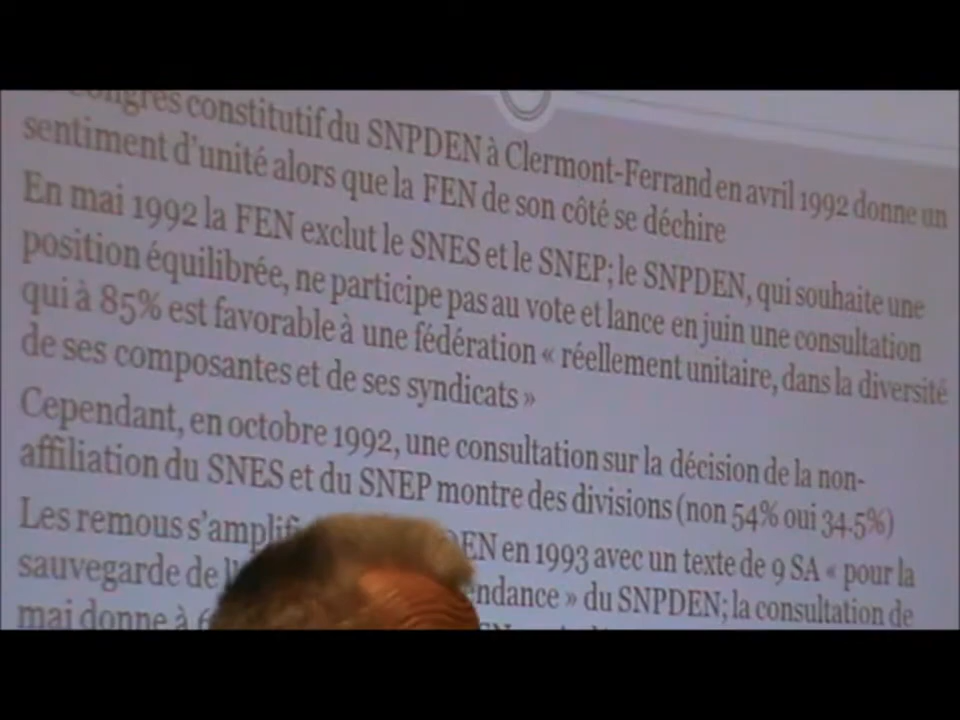 congrès constitutif du SNPDEN à Clermont-Ferrand en avril 1992 donne un
sentiment d'unité alors que la FEN de son côté se déchire
En mai 1992 la FEN exclut le SNES et le SNEP; le SNPDEN, qui souhaite une
position équilibrée, ne participe pas au vote et lance en juin une consultation
qui à 85% est favorable à une fédération « réellement unitaire, dans la diversité
de ses composantes et de ses syndicats »
Cependant, en octobre 1992, une consultation sur la décision de la non-
affiliation du SNES et du SNEP montre des divisions (non 54% oui 34.5%)
Les remous s'amplifi DEN en 1993 avec un texte de 9 SA « pour la
sauvegarde de l' ndance » du SNPDEN; la consultation de
mai donne à 6